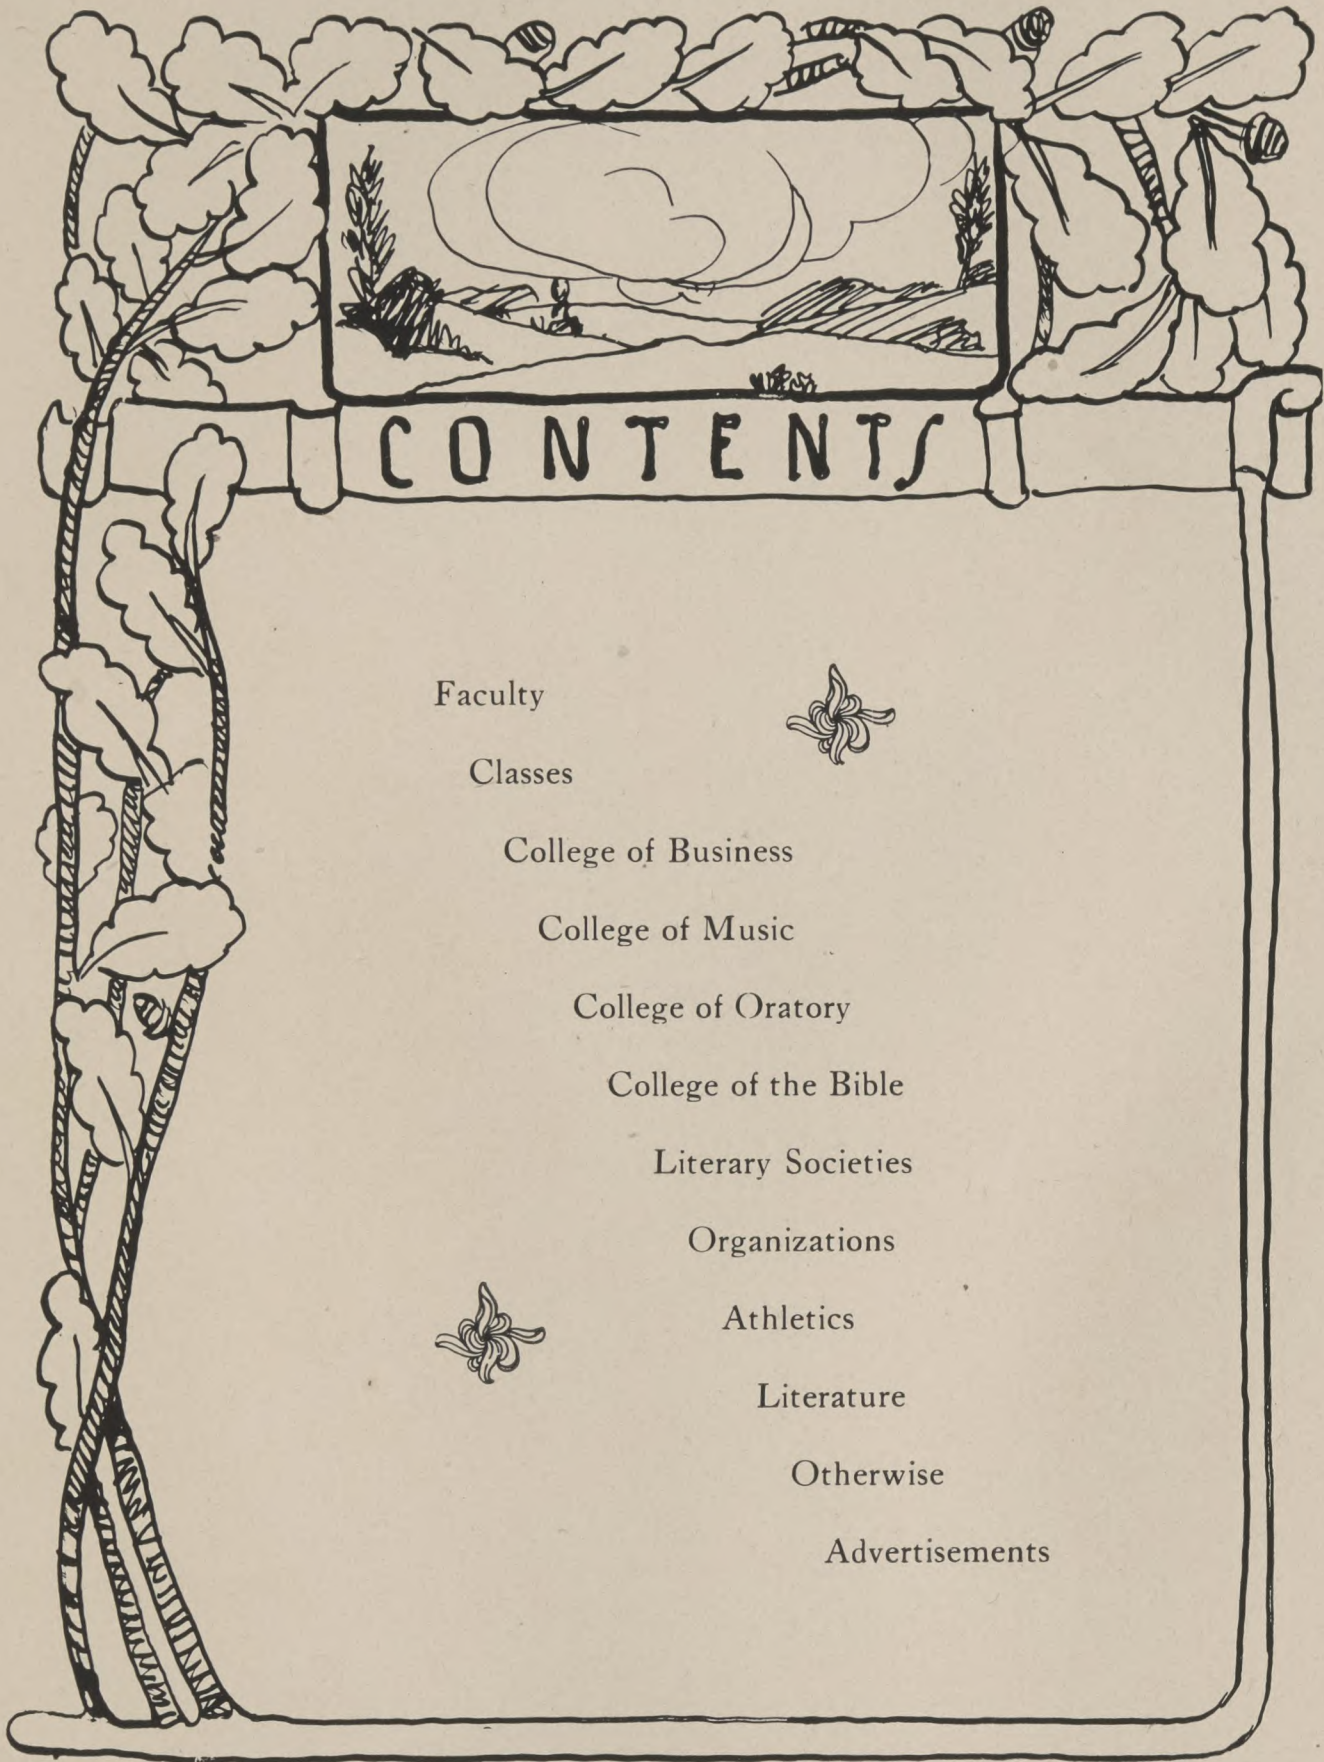 CONTENTS
Faculty
Classes
College of Business
College of Music
College of Oratory
College of the Bible
Literary Societies
Organizations
Athletics
Literature
Otherwise
Advertisements